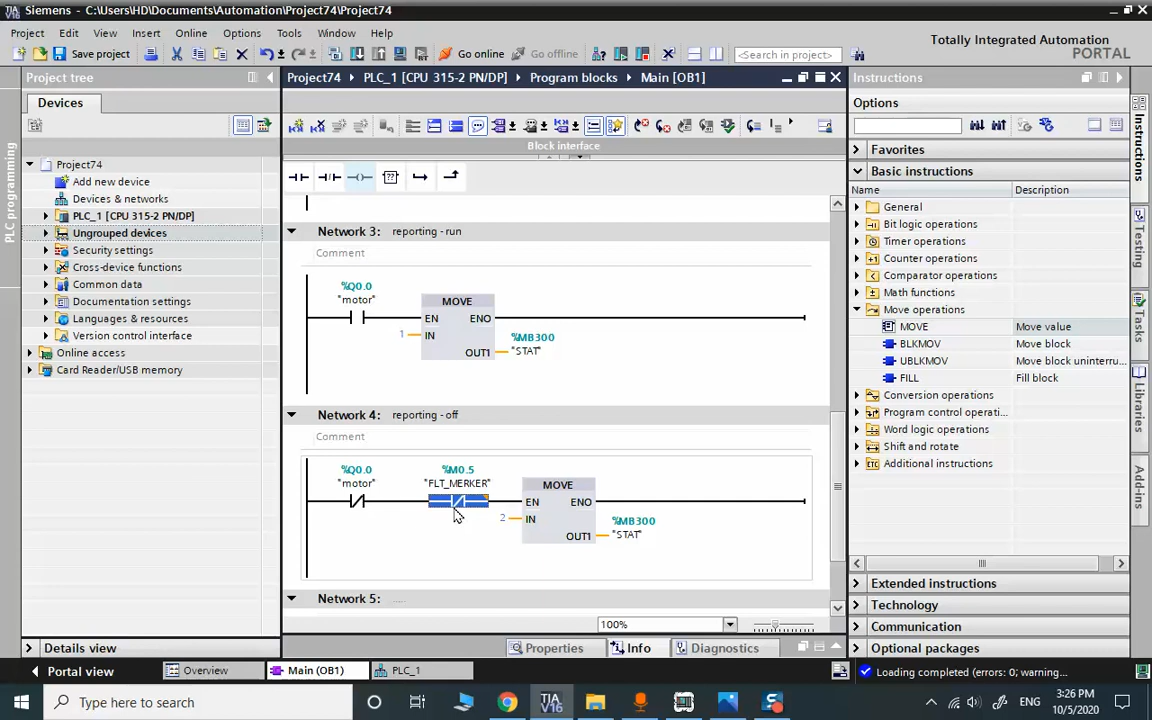 Siemens - C:\Users\HD\Documents\Automation\Project74\Project74
Project Edit View Insert Online Options Tools Window Help
Totally Integrated Automation
PORTAL
Save project
Go online
Go offline
<Search in project>
Project tree
Devices
PLC programming
Project74
Add new device
Devices & networks
PLC_1 [CPU 315-2 PN/DP]
Ungrouped devices
Security settings
Cross-device functions
Common data
Documentation settings
Languages & resources
Version control interface
Online access
Card Reader/USB memory
Details view
Project74 PLC_1 [CPU 315-2 PN/DP] Program blocks Main [OB1]
Block interface
Network 3: reporting - run
Comment
%Q0.0
"motor"
MOVE
EN ENO
1 IN
OUT1
%MB300
"STAT"
Network 4: reporting - off
Comment
%Q0.0
"motor"
%M0.5
"FLT_MERKER"
MOVE
EN ENO
2 IN
OUT1
%MB300
"STAT"
Network 5: .....
100%
Properties
Info
Diagnostics
Instructions
Options
Favorites
Basic instructions
Name Description
General
Bit logic operations
Timer operations
Counter operations
Comparator operations
Math functions
Move operations
MOVE Move value
BLKMOV Move block
UBLKMOV Move block uninterru...
FILL Fill block
Conversion operations
Program control operati...
Word logic operations
Shift and rotate
Additional instructions
Extended instructions
Technology
Communication
Optional packages
Instructions
Testing
Tasks
Libraries
Add-ins
Portal view
Overview
Main (OB1)
PLC_1
Loading completed (errors: 0; warning...
Type here to search
TIA
V16
ENG
3:26 PM
10/5/2020